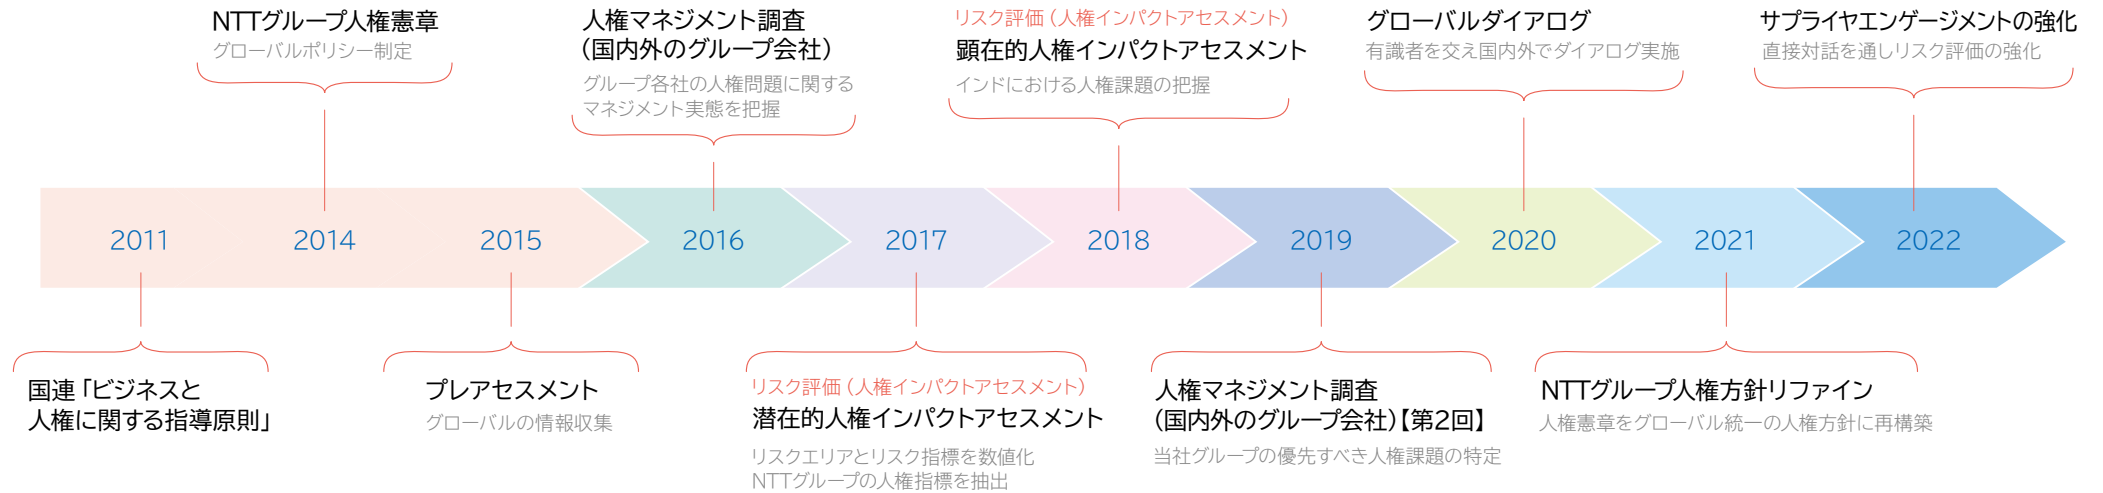 NTTグループ人権憲章
グローバルポリシー制定
人権マネジメント調査
(国内外のグループ会社)
グループ各社の人権問題に関する
マネジメント実態を把握
リスク評価(人権インパクトアセスメント)
顕在的人権インパクトアセスメント
インドにおける人権課題の把握
グローバルダイアログ
有識者を交え国内外でダイアログ実施
サプライヤエンゲージメントの強化
直接対話を通しリスク評価の強化
2011
2014
2015
2016
2017
2018
2019
2020
2021
2022
国連「ビジネスと
人権に関する指導原則」
プレアセスメント
グローバルの情報収集
リスク評価(人権インパクトアセスメント)
潜在的人権インパクトアセスメント
リスクエリアとリスク指標を数値化
NTTグループの人権指標を抽出
人権マネジメント調査
(国内外のグループ会社)【第2回】
当社グループの優先すべき人権課題の特定
NTTグループ人権方針リファイン
人権憲章をグローバル統一の人権方針に再構築